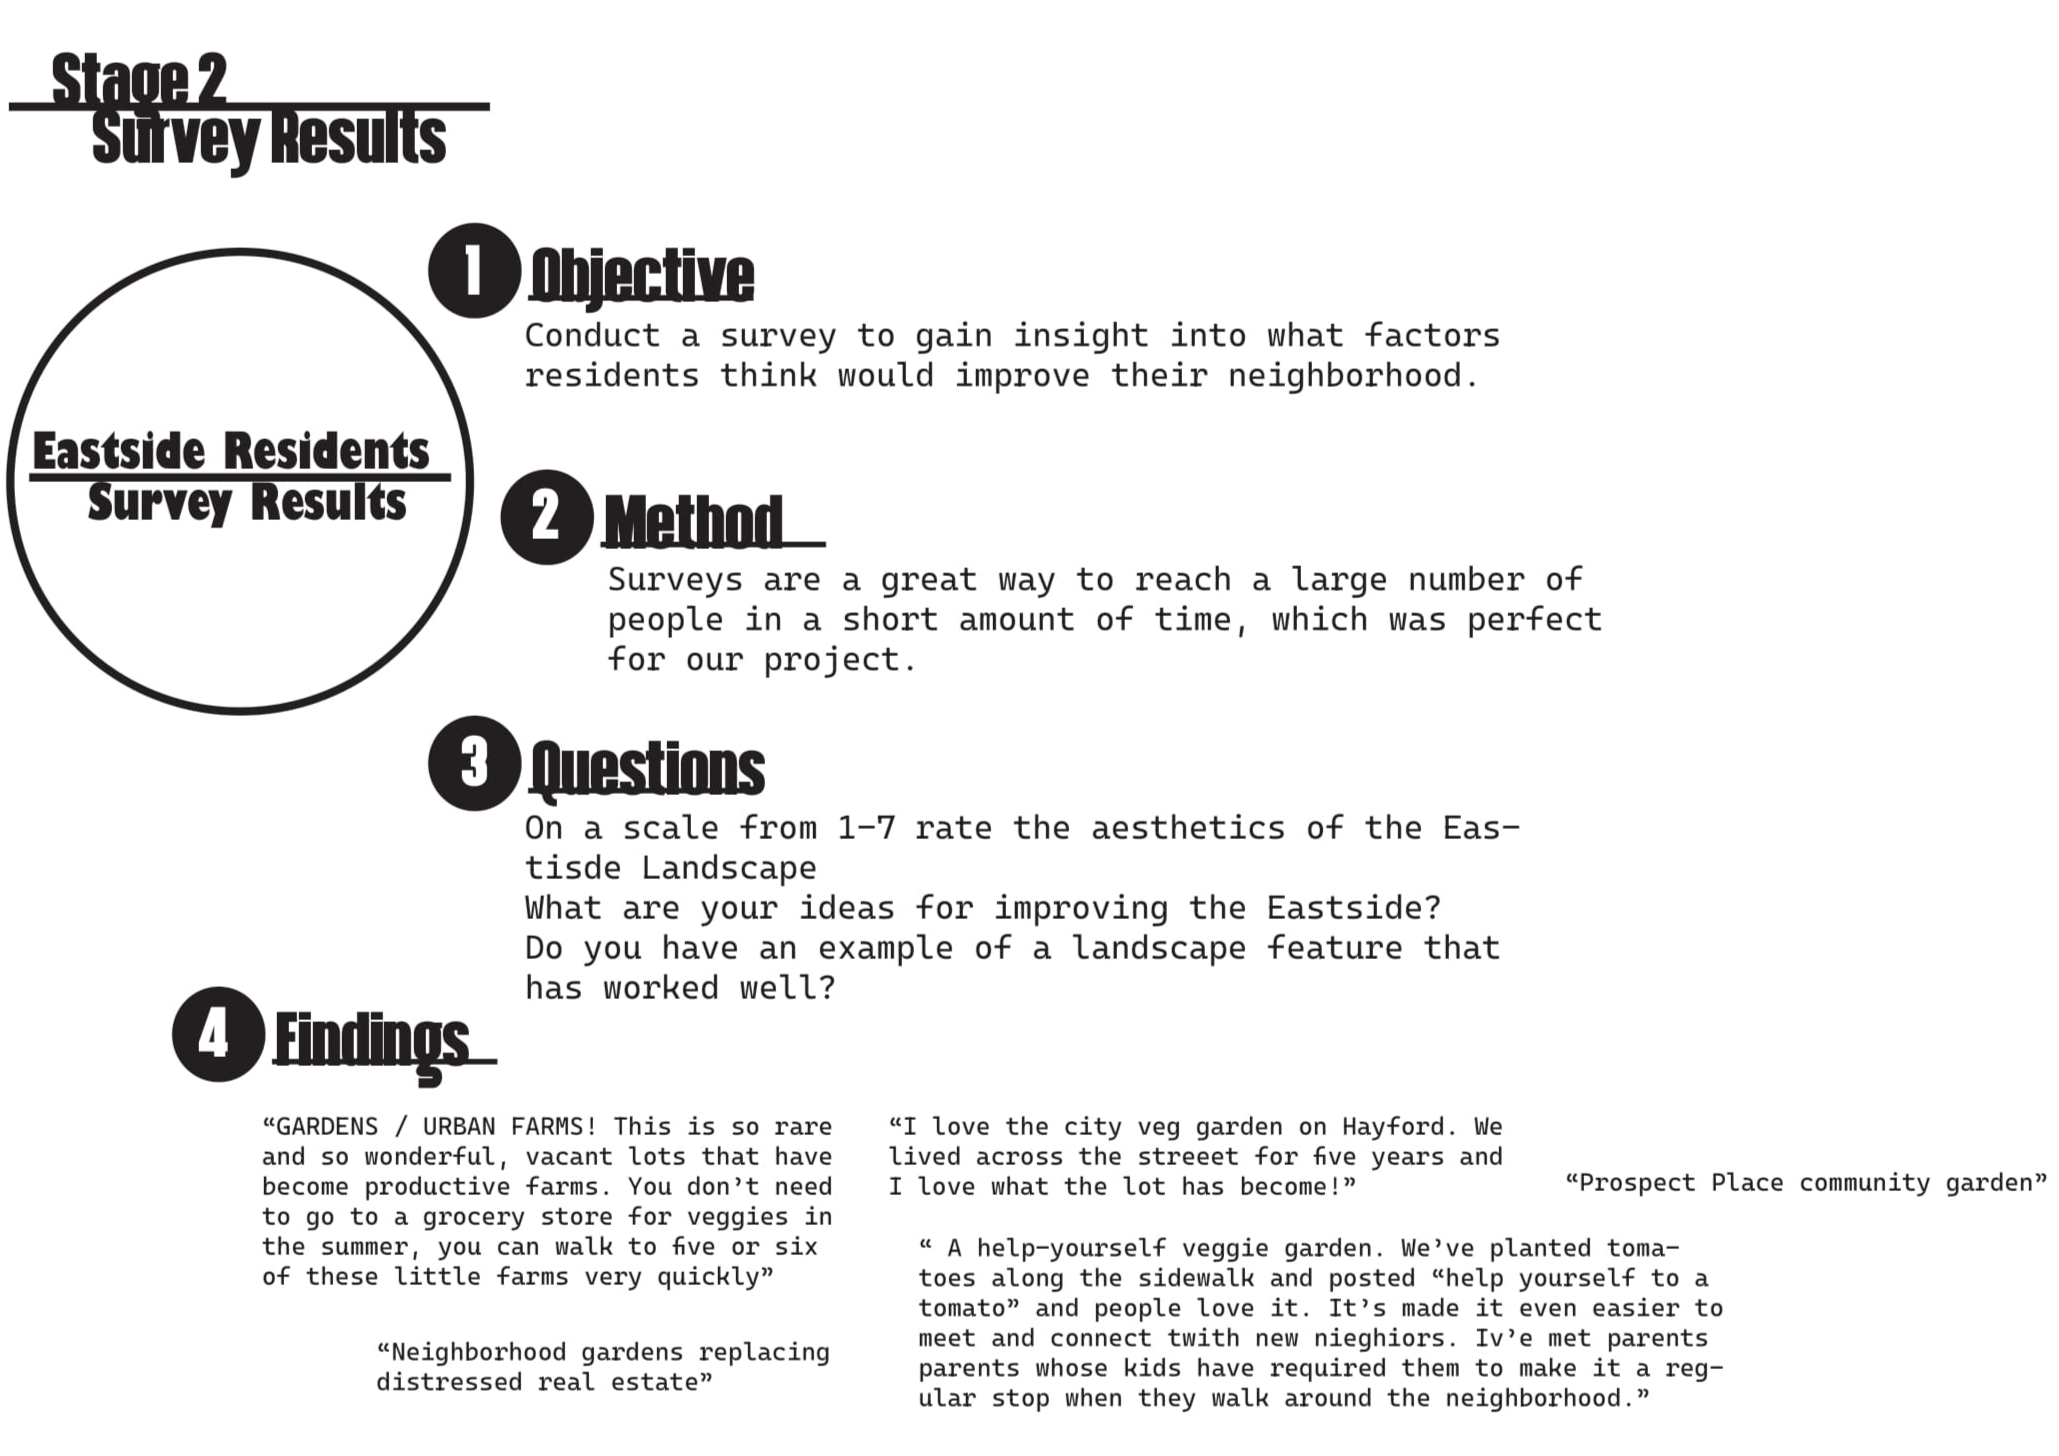 Stage 2
Survey Results
Eastside Residents
Survey Results
1 Objective
Conduct a survey to gain insight into what factors
residents think would improve their neighborhood.
2 Method
Surveys are a great way to reach a large number of
people in a short amount of time, which was perfect
for our project.
3 Questions
On a scale from 1–7 rate the aesthetics of the Eas–
tisde Landscape
What are your ideas for improving the Eastside?
Do you have an example of a landscape feature that
has worked well?
4 Findings
“GARDENS / URBAN FARMS! This is so rare
and so wonderful, vacant lots that have
become productive farms. You don’t need
to go to a grocery store for veggies in
the summer, you can walk to five or six
of these little farms very quickly”
“Neighborhood gardens replacing
distressed real estate”
“I love the city veg garden on Hayford. We
lived across the streeet for five years and
I love what the lot has become!”
“Prospect Place community garden”
“ A help–yourself veggie garden. We’ve planted toma–
toes along the sidewalk and posted “help yourself to a
tomato” and people love it. It’s made it even easier to
meet and connect twith new nieghiors. Iv’e met parents
parents whose kids have required them to make it a reg–
ular stop when they walk around the neighborhood.”